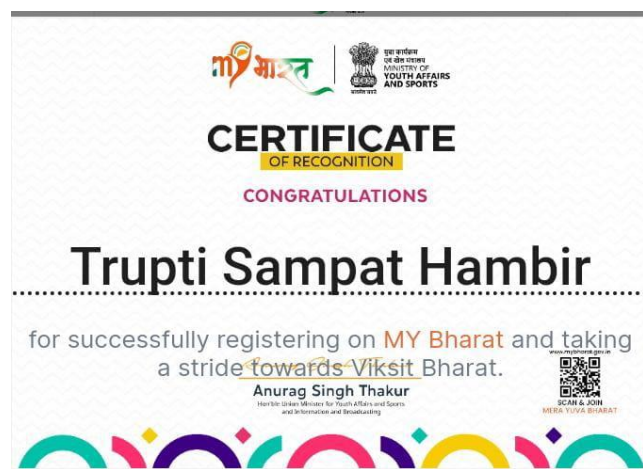 my भारत
युवा कार्यक्रम
एवं खेल मंत्रालय
MINISTRY OF
YOUTH AFFAIRS
AND SPORTS
सत्यमेव जयते
CERTIFICATE
OF RECOGNITION
CONGRATULATIONS
Trupti Sampat Hambir
for successfully registering on MY Bharat and taking
a stride towards Viksit Bharat.
www.mybharat.gov.in
Anurag Singh Thakur
Hon'ble Union Minister for Youth Affairs and Sports
and Information and Broadcasting
SCAN & JOIN
MERA YUVA BHARAT